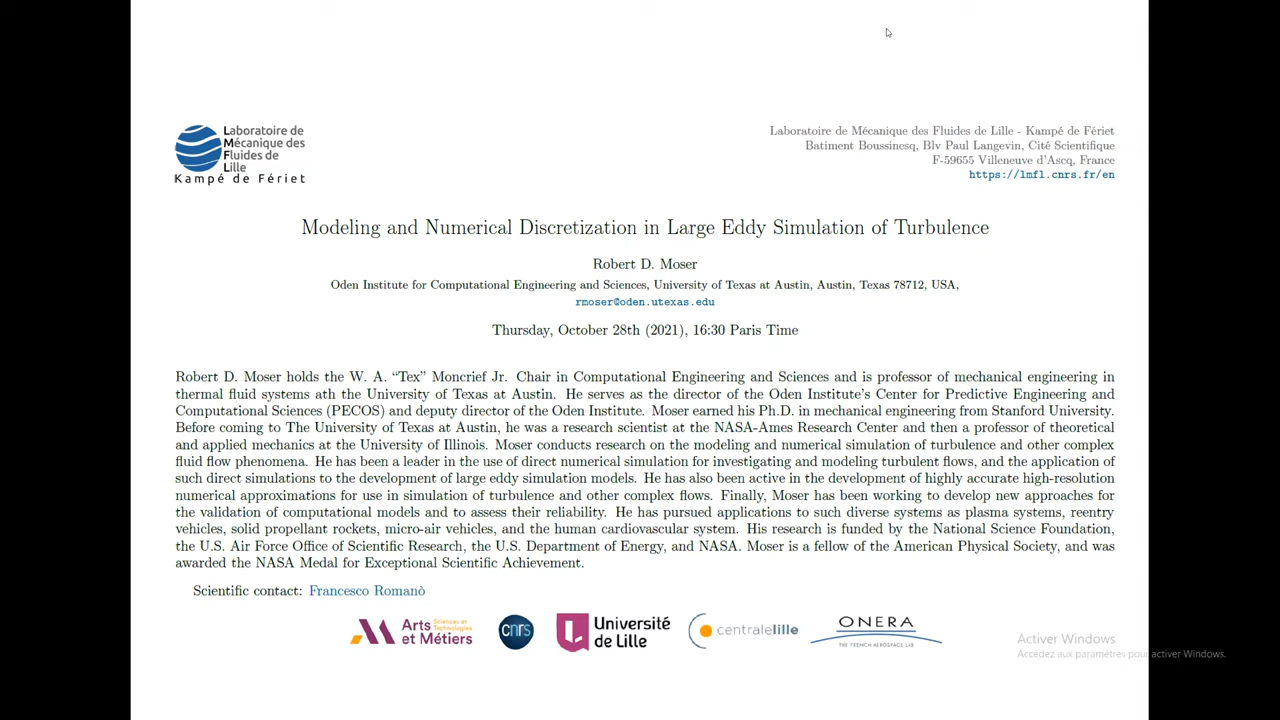 Laboratoire de
Mécanique des
Fluides de
Lille
Kampé de Fériet
Laboratoire de Mécanique des Fluides de Lille - Kampé de Fériet
Batiment Boussinesq, Blv Paul Langevin, Cité Scientifique
F-59655 Villeneuve d'Ascq, France
https://lmfl.cnrs.fr/en
Modeling and Numerical Discretization in Large Eddy Simulation of Turbulence
Robert D. Moser
Oden Institute for Computational Engineering and Sciences, University of Texas at Austin, Austin, Texas 78712, USA,
rmoser@oden.utexas.edu
Thursday, October 28th (2021), 16:30 Paris Time
Robert D. Moser holds the W. A. “Tex” Moncrief Jr. Chair in Computational Engineering and Sciences and is professor of mechanical engineering in
thermal fluid systems ath the University of Texas at Austin. He serves as the director of the Oden Institute's Center for Predictive Engineering and
Computational Sciences (PECOS) and deputy director of the Oden Institute. Moser earned his Ph.D. in mechanical engineering from Stanford University.
Before coming to The University of Texas at Austin, he was a research scientist at the NASA-Ames Research Center and then a professor of theoretical
and applied mechanics at the University of Illinois. Moser conducts research on the modeling and numerical simulation of turbulence and other complex
fluid flow phenomena. He has been a leader in the use of direct numerical simulation for investigating and modeling turbulent flows, and the application of
such direct simulations to the development of large eddy simulation models. He has also been active in the development of highly accurate high-resolution
numerical approximations for use in simulation of turbulence and other complex flows. Finally, Moser has been working to develop new approaches for
the validation of computational models and to assess their reliability. He has pursued applications to such diverse systems as plasma systems, reentry
vehicles, solid propellant rockets, micro-air vehicles, and the human cardiovascular system. His research is funded by the National Science Foundation,
the U.S. Air Force Office of Scientific Research, the U.S. Department of Energy, and NASA. Moser is a fellow of the American Physical Society, and was
awarded the NASA Medal for Exceptional Scientific Achievement.
Scientific contact: Francesco Romanò
Arts et Métiers
Sciences et
Technologies
cnrs
Université
de Lille
centralelille
ONERA
THE FRENCH AEROSPACE LAB
Activer Windows
Accédez aux paramètres pour activer Windows.